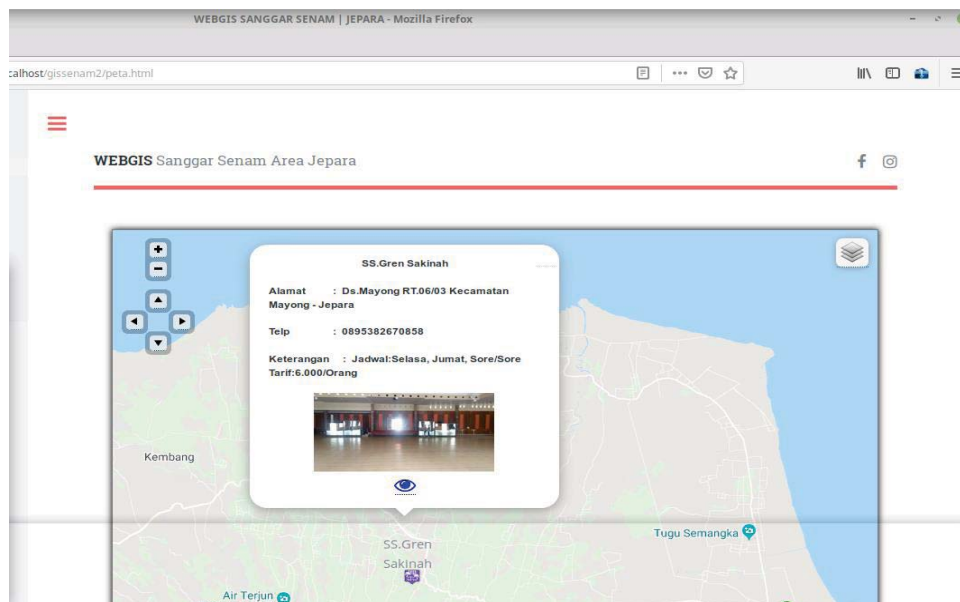 WEBGIS SANGGAR SENAM | JEPARA - Mozilla Firefox
calhost/gissenam2/peta.html
WEBGIS Sanggar Senam Area Jepara
SS.Gren Sakinah
Alamat : Ds.Mayong RT.06/03 Kecamatan
Mayong - Jepara
Telp : 0895382670858
Keterangan : Jadwal:Selasa, Jumat, Sore/Sore
Tarif:6.000/Orang
Kembang
Tugu Semangka
SS.Gren
Sakinah
Air Terjun